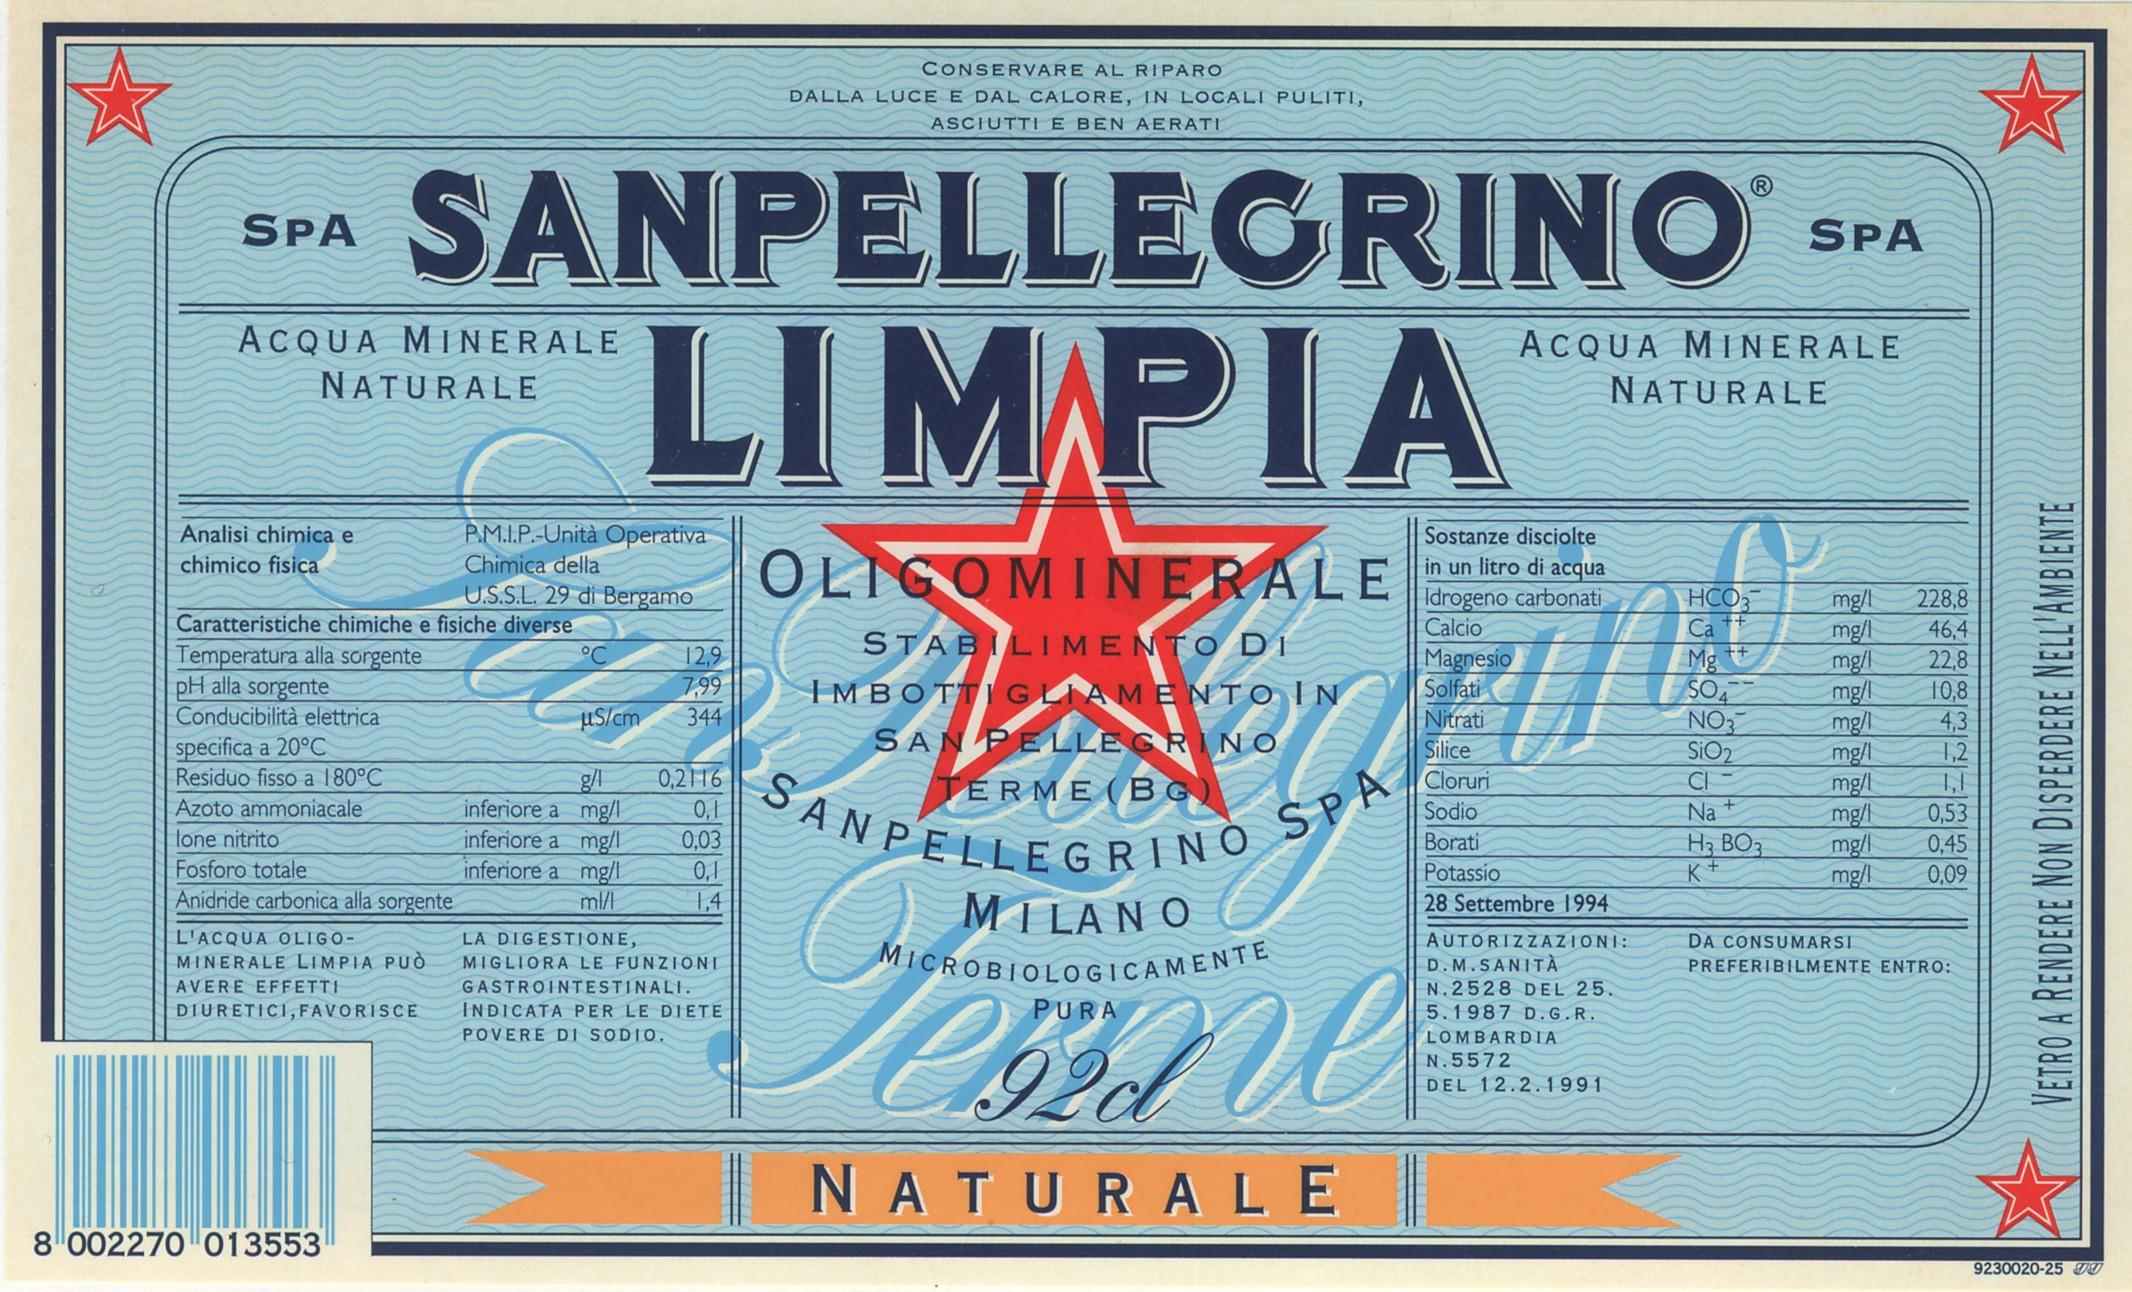 CONSERVARE AL RIPARO
DALLA LUCE E DAL CALORE, IN LOCALI PULITI,
ASCIUTTI E BEN AERATI
SPA SANPELLEGRINO® SPA
ACQUA MINERALE
NATURALE
LIMPIA
ACQUA MINERALE
NATURALE
San Pellegrino
Terme
Analisi chimica e
chimico fisica
P.M.I.P.-Unità Operativa
Chimica della
U.S.S.L. 29 di Bergamo
Caratteristiche chimiche e fisiche diverse
Temperatura alla sorgente °C 12,9
pH alla sorgente 7,99
Conducibilità elettrica µS/cm 344
specifica a 20°C
Residuo fisso a 180°C g/l 0,2116
Azoto ammoniacale inferiore a mg/l 0,1
Ione nitrito inferiore a mg/l 0,03
Fosforo totale inferiore a mg/l 0,1
Anidride carbonica alla sorgente ml/l 1,4
L'ACQUA OLIGO-
MINERALE LIMPIA PUÒ
AVERE EFFETTI
DIURETICI,FAVORISCE
LA DIGESTIONE,
MIGLIORA LE FUNZIONI
GASTROINTESTINALI.
INDICATA PER LE DIETE
POVERE DI SODIO.
OLIGOMINERALE
STABILIMENTO DI
IMBOTTIGLIAMENTO IN
SAN PELLEGRINO
TERME (BG)
SANPELLEGRINO SPA
MILANO
MICROBIOLOGICAMENTE
PURA
92cl
Sostanze disciolte
in un litro di acqua
Idrogeno carbonati HCO₃⁻ mg/l 228,8
Calcio Ca ⁺⁺ mg/l 46,4
Magnesio Mg ⁺⁺ mg/l 22,8
Solfati SO₄⁻⁻ mg/l 10,8
Nitrati NO₃⁻ mg/l 4,3
Silice SiO₂ mg/l 1,2
Cloruri Cl ⁻ mg/l 1,1
Sodio Na ⁺ mg/l 0,53
Borati H₃ BO₃ mg/l 0,45
Potassio K ⁺ mg/l 0,09
28 Settembre 1994
AUTORIZZAZIONI:
D.M.SANITÀ
N.2528 DEL 25.
5.1987 D.G.R.
LOMBARDIA
N.5572
DEL 12.2.1991
DA CONSUMARSI
PREFERIBILMENTE ENTRO:
VETRO A RENDERE NON DISPERDERE NELL'AMBIENTE
NATURALE
8 002270 013553
9230020-25